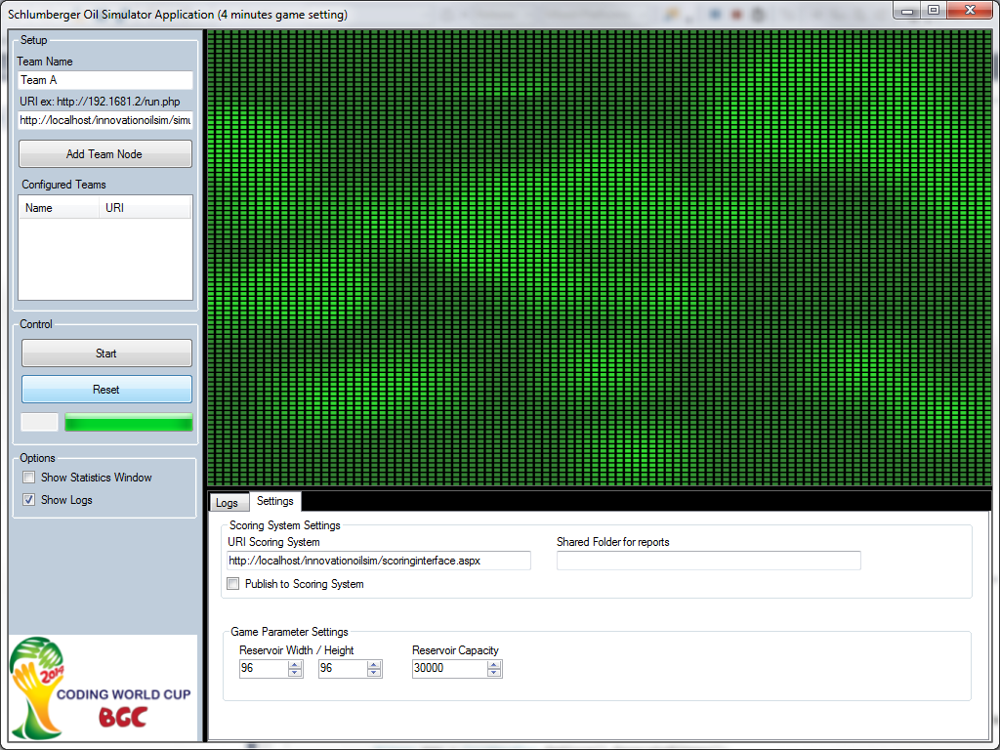 Schlumberger Oil Simulator Application (4 minutes game setting)
Setup
Team Name
Team A
URI ex: http://192.1681.2/run.php
http://localhost/innovationoilsim/simu
Add Team Node
Configured Teams
Name URI
Control
Start
Reset
Options
Show Statistics Window
Show Logs
2014
CODING WORLD CUP
BGC
Logs Settings
Scoring System Settings
URI Scoring System Shared Folder for reports
http://localhost/innovationoilsim/scoringinterface.aspx
Publish to Scoring System
Game Parameter Settings
Reservoir Width / Height Reservoir Capacity
96 96 30000